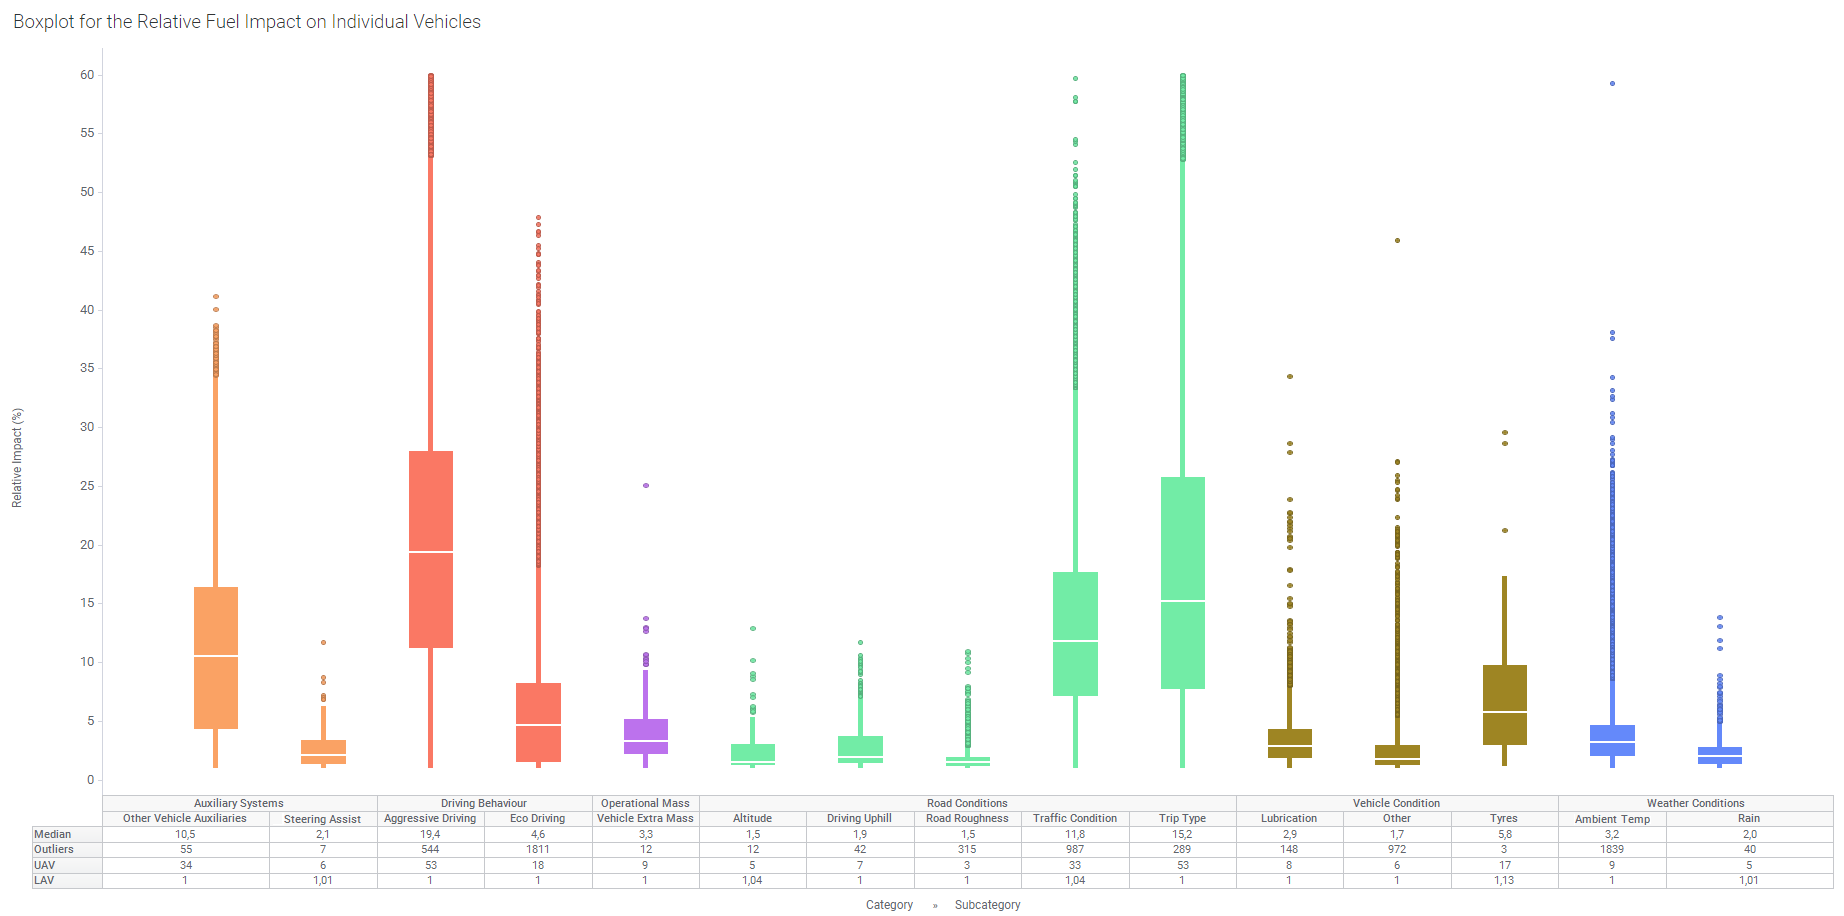 Boxplot for the Relative Fuel Impact on Individual Vehicles
60
55
50
45
40
35
30
25
20
15
10
5
0
Relative Impact (%)
Auxiliary Systems Driving Behaviour Operational Mass Road Conditions Vehicle Condition Weather Conditions
Other Vehicle Auxiliaries Steering Assist Aggressive Driving Eco Driving Vehicle Extra Mass Altitude Driving Uphill Road Roughness Traffic Condition Trip Type Lubrication Other Tyres Ambient Temp Rain
Median 10,5 2,1 19,4 4,6 3,3 1,5 1,9 1,5 11,8 15,2 2,9 1,7 5,8 3,2 2,0
Outliers 55 7 544 1811 12 12 42 315 987 289 148 972 3 1839 40
UAV 34 6 53 18 9 5 7 3 33 53 8 6 17 9 5
LAV 1 1,01 1 1 1 1,04 1 1 1,04 1 1 1 1,13 1 1,01
Category » Subcategory